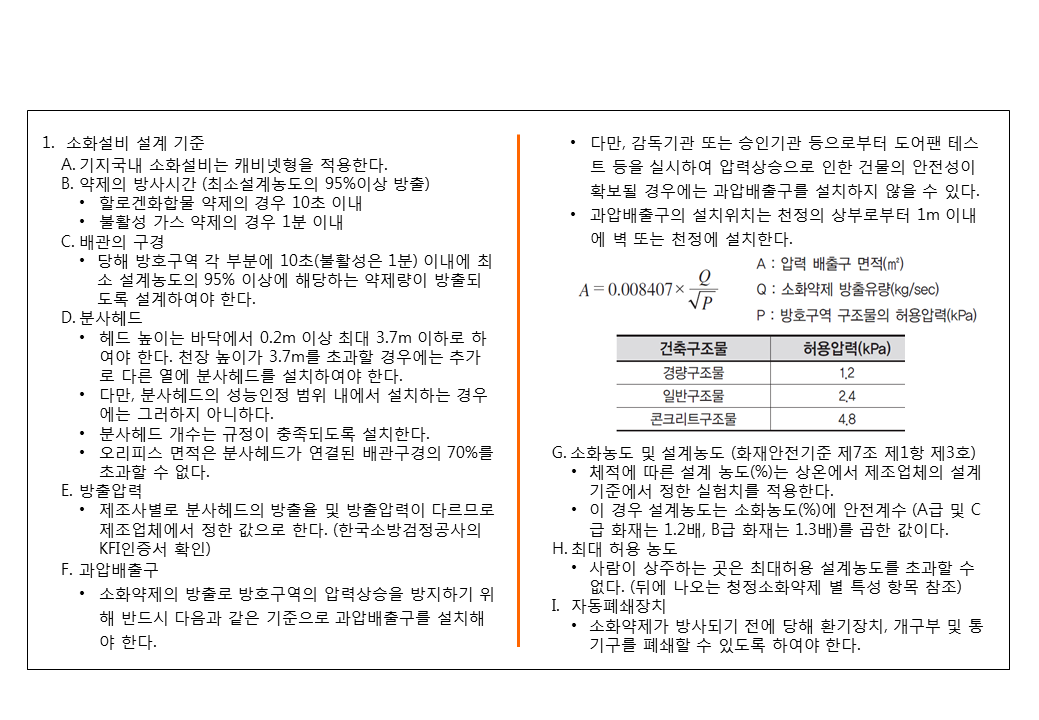 1. 소화설비 설계 기준
A. 기지국내 소화설비는 캐비넷형을 적용한다.
B. 약제의 방사시간 (최소설계농도의 95%이상 방출)
• 할로겐화합물 약제의 경우 10초 이내
• 불활성 가스 약제의 경우 1분 이내
C. 배관의 구경
• 당해 방호구역 각 부분에 10초(불활성은 1분) 이내에 최
소 설계농도의 95% 이상에 해당하는 약제량이 방출되
도록 설계하여야 한다.
D. 분사헤드
• 헤드 높이는 바닥에서 0.2m 이상 최대 3.7m 이하로 하
여야 한다. 천장 높이가 3.7m를 초과할 경우에는 추가
로 다른 열에 분사헤드를 설치하여야 한다.
• 다만, 분사헤드의 성능인정 범위 내에서 설치하는 경우
에는 그러하지 아니하다.
• 분사헤드 개수는 규정이 충족되도록 설치한다.
• 오리피스 면적은 분사헤드가 연결된 배관구경의 70%를
초과할 수 없다.
E. 방출압력
• 제조사별로 분사헤드의 방출율 및 방출압력이 다르므로
제조업체에서 정한 값으로 한다. (한국소방검정공사의
KFI인증서 확인)
F. 과압배출구
• 소화약제의 방출로 방호구역의 압력상승을 방지하기 위
해 반드시 다음과 같은 기준으로 과압배출구를 설치해
야 한다.
• 다만, 감독기관 또는 승인기관 등으로부터 도어팬 테스
트 등을 실시하여 압력상승으로 인한 건물의 안전성이
확보될 경우에는 과압배출구를 설치하지 않을 수 있다.
• 과압배출구의 설치위치는 천정의 상부로부터 1m 이내
에 벽 또는 천정에 설치한다.
A = 0.008407 × Q / √P
A : 압력 배출구 면적(㎡)
Q : 소화약제 방출유량(kg/sec)
P : 방호구역 구조물의 허용압력(kPa)
건축구조물 허용압력(kPa)
경량구조물 1.2
일반구조물 2.4
콘크리트구조물 4.8
G. 소화농도 및 설계농도 (화재안전기준 제7조 제1항 제3호)
• 체적에 따른 설계 농도(%)는 상온에서 제조업체의 설계
기준에서 정한 실험치를 적용한다.
• 이 경우 설계농도는 소화농도(%)에 안전계수 (A급 및 C
급 화재는 1.2배, B급 화재는 1.3배)를 곱한 값이다.
H. 최대 허용 농도
• 사람이 상주하는 곳은 최대허용 설계농도를 초과할 수
없다. (뒤에 나오는 청정소화약제 별 특성 항목 참조)
I. 자동폐쇄장치
• 소화약제가 방사되기 전에 당해 환기장치, 개구부 및 통
기구를 폐쇄할 수 있도록 하여야 한다.